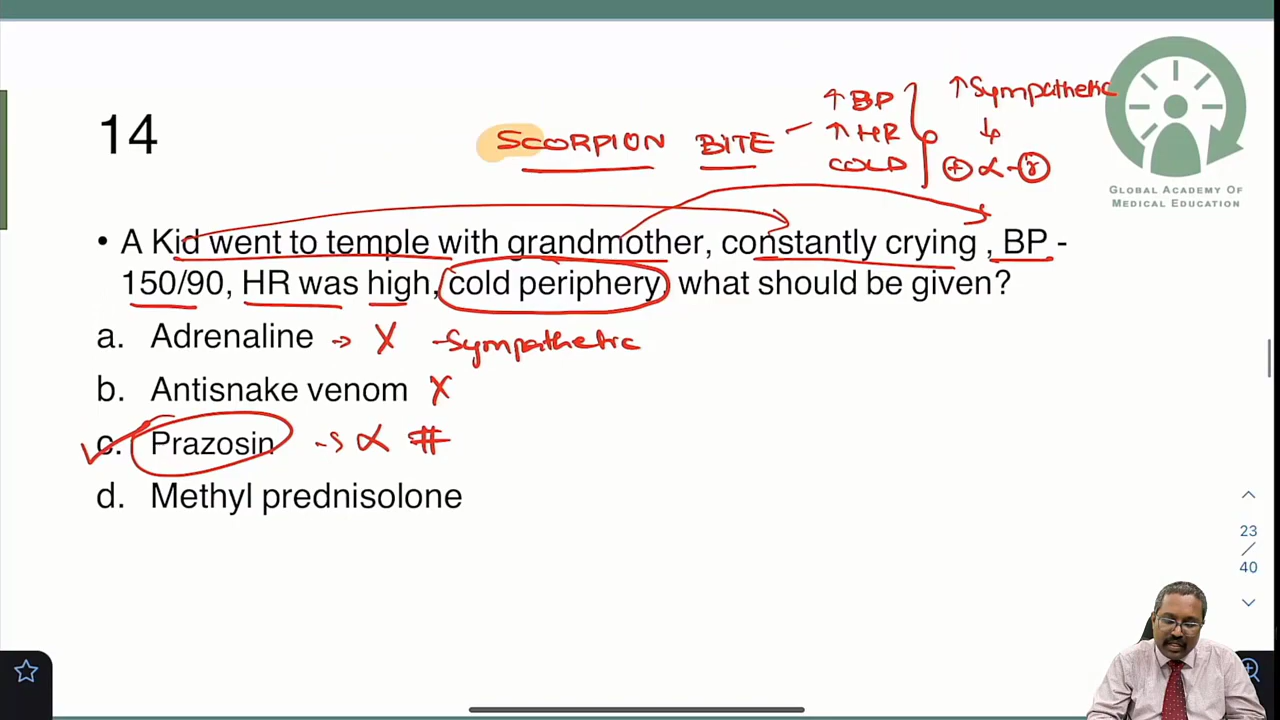 ↑ BP
↑ Sympathetic
14
SCORPION BITE – ↑ HR
↓
COLD
⊕ α - r
GLOBAL ACADEMY OF
MEDICAL EDUCATION
• A Kid went to temple with grandmother, constantly crying , BP -
150/90, HR was high, cold periphery, what should be given?
a. Adrenaline → X -Sympathetic
b. Antisnake venom X
c. Prazosin → α #
d. Methyl prednisolone
23
/
40